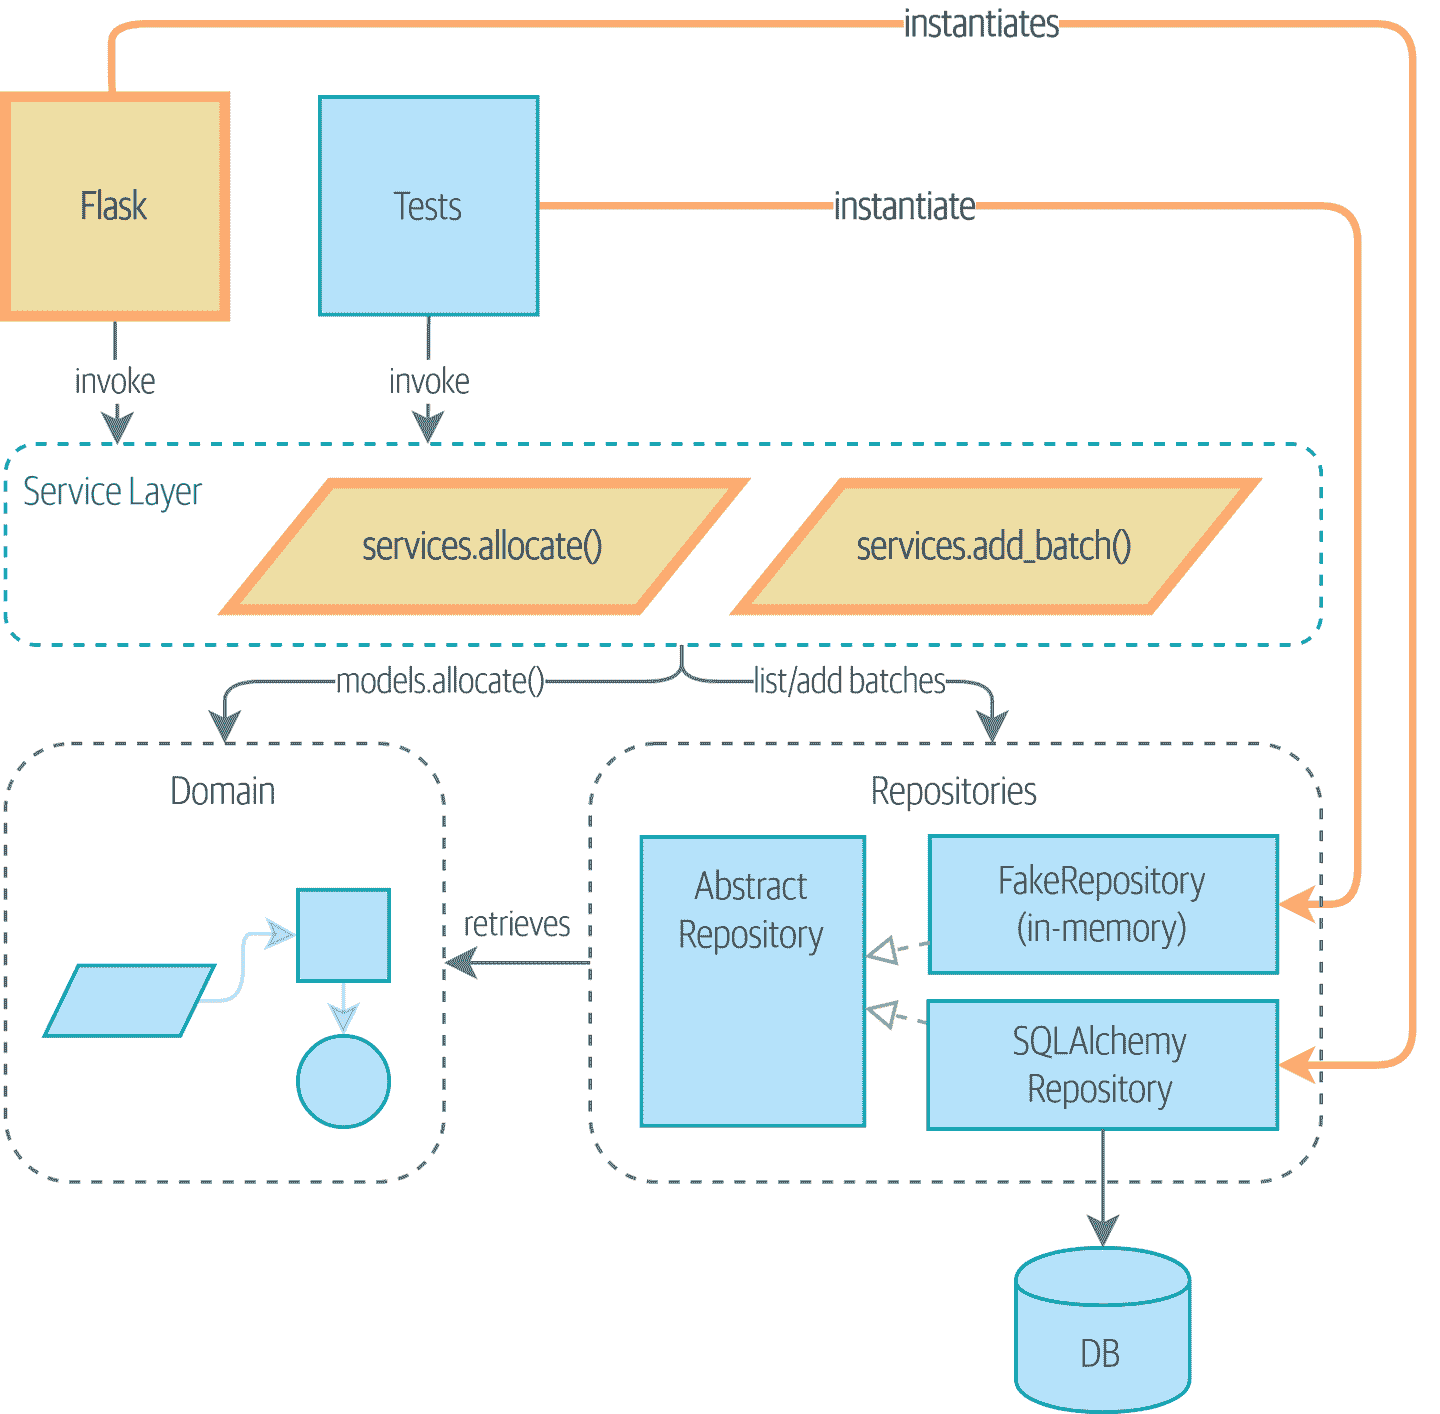 instantiates
Flask
Tests
instantiate
invoke
invoke
Service Layer
services.allocate()
services.add_batch()
models.allocate()
list/add batches
Domain
Repositories
Abstract
Repository
FakeRepository
(in-memory)
retrieves
SQLAlchemy
Repository
DB